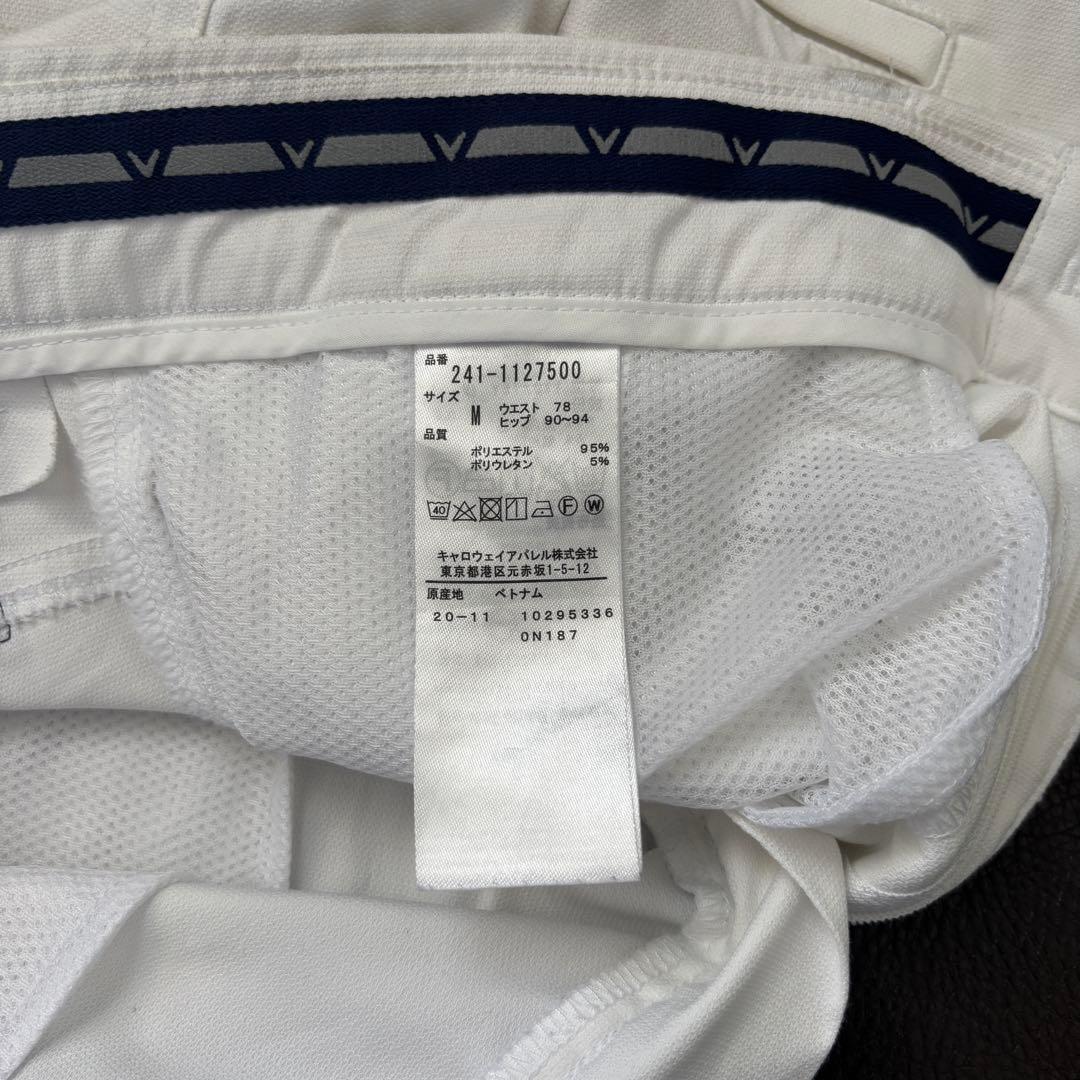 品番
241-1127500
サイズ
M ウエスト 78
ヒップ 90~94
品質
ポリエステル 95%
ポリウレタン 5%
40 F W
キャロウェイアパレル株式会社
東京都港区元赤坂1-5-12
原産地 ベトナム
20-11 10295336
0N187